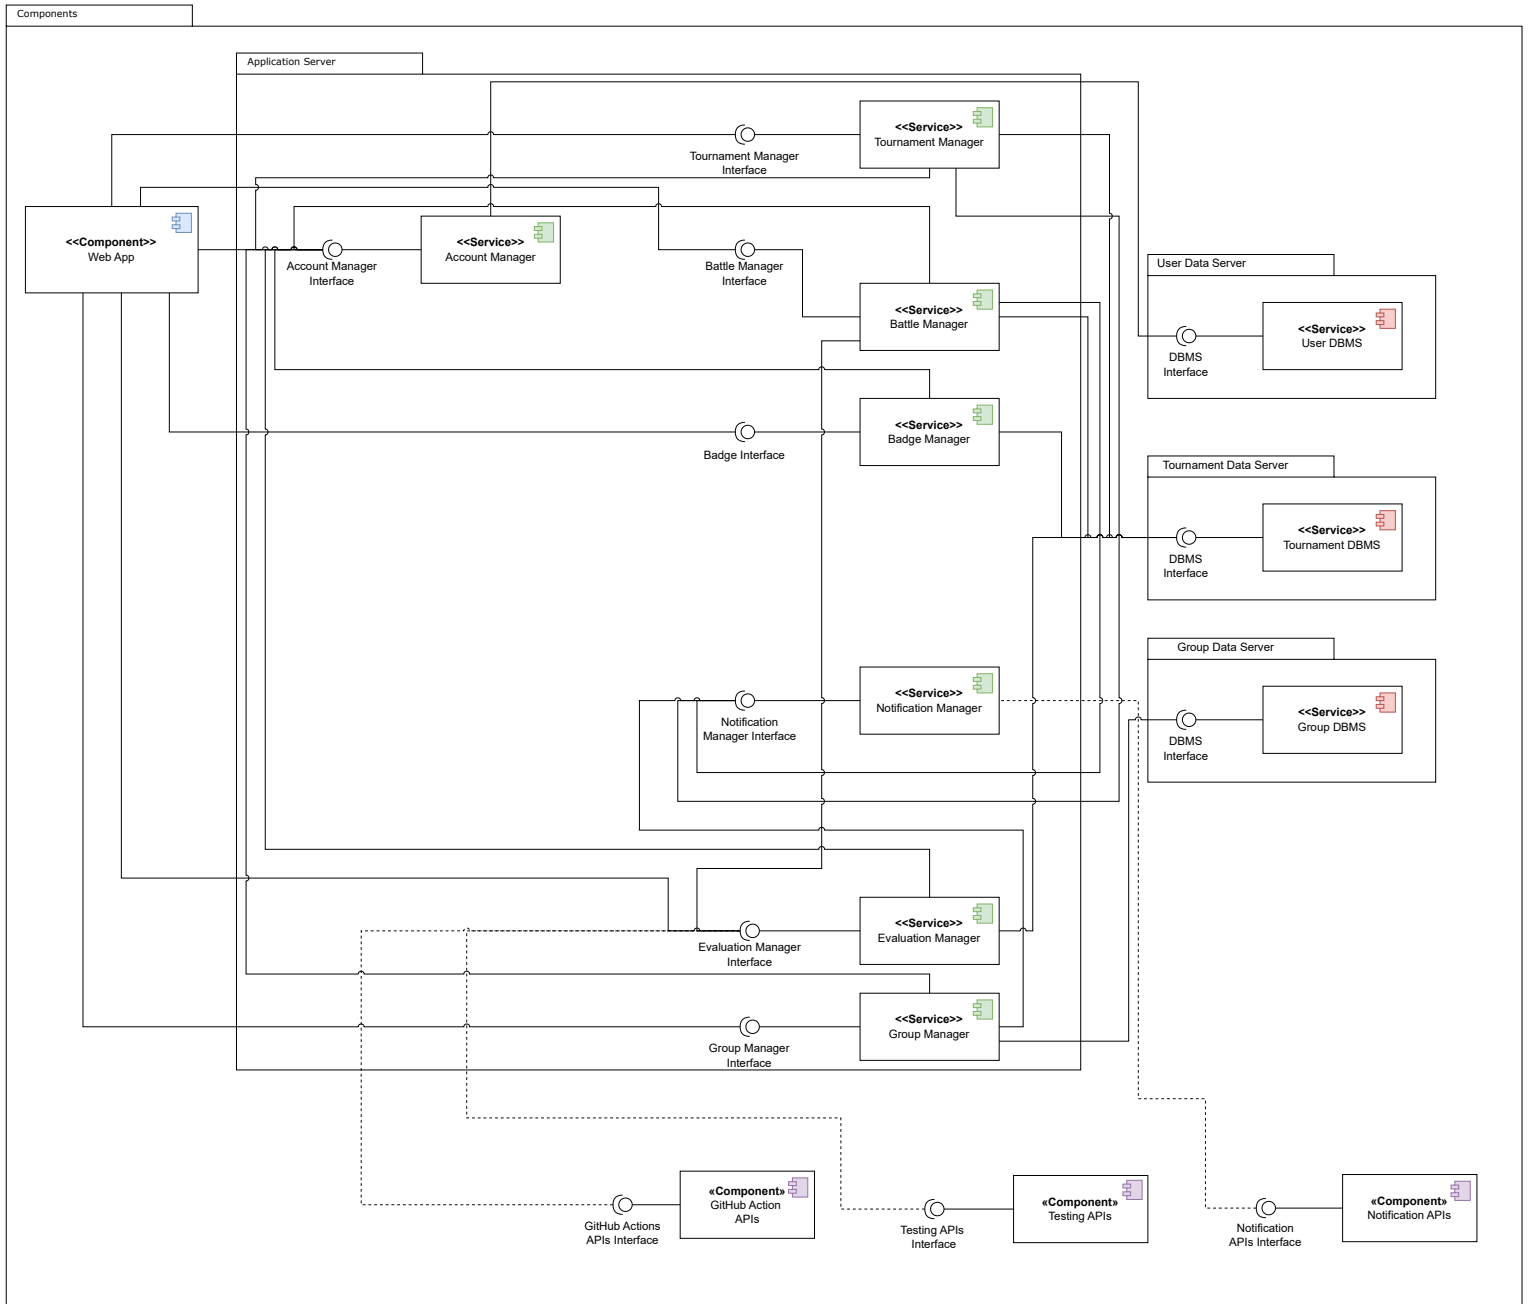 Components
Application Server
<<Service>>
Tournament Manager
Tournament Manager
Interface
<<Component>>
Web App
<<Service>>
Account Manager
Account Manager
Interface
Battle Manager
Interface
<<Service>>
Battle Manager
User Data Server
<<Service>>
User DBMS
DBMS
Interface
<<Service>>
Badge Manager
Badge Interface
Tournament Data Server
<<Service>>
Tournament DBMS
DBMS
Interface
Group Data Server
<<Service>>
Notification Manager
Notification
Manager Interface
<<Service>>
Group DBMS
DBMS
Interface
<<Service>>
Evaluation Manager
Evaluation Manager
Interface
<<Service>>
Group Manager
Group Manager
Interface
«Component»
GitHub Action
APIs
GitHub Actions
APIs Interface
«Component»
Testing APIs
Testing APIs
Interface
«Component»
Notification APIs
Notification
APIs Interface